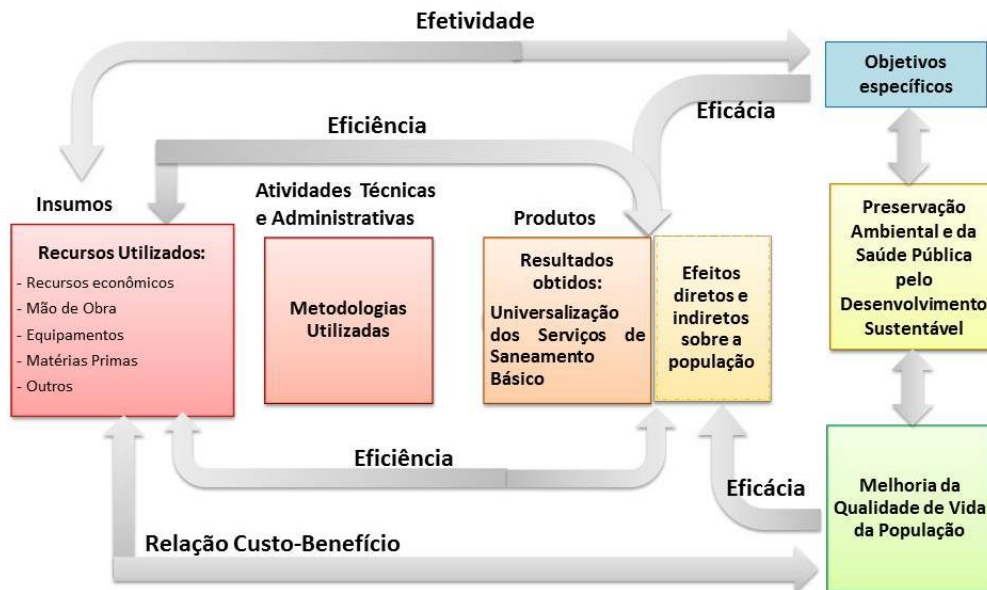 Efetividade
Objetivos
específicos
Eficácia
Eficiência
Insumos
Atividades Técnicas
e Administrativas
Produtos
Recursos Utilizados:
- Recursos econômicos
- Mão de Obra
- Equipamentos
- Matérias Primas
- Outros
Metodologias
Utilizadas
Resultados
obtidos:
Universalização
dos Serviços de
Saneamento
Básico
Efeitos
diretos e
indiretos
sobre a
população
Preservação
Ambiental e da
Saúde Pública
pelo
Desenvolvimento
Sustentável
Eficiência
Eficácia
Melhoria da
Qualidade de Vida
da População
Relação Custo-Benefício